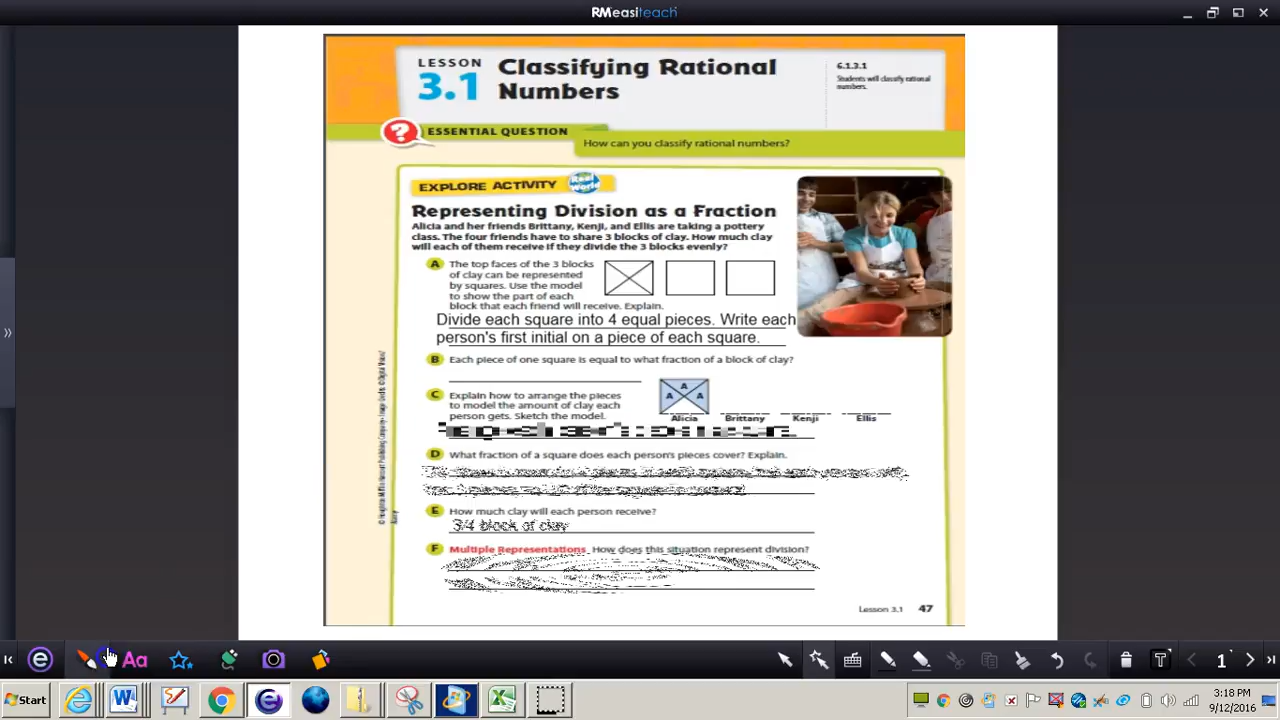 RMeasiteach
LESSON
3.1
Classifying Rational
Numbers
6.1.3.1
Students will classify rational
numbers.
?
ESSENTIAL QUESTION
How can you classify rational numbers?
EXPLORE ACTIVITY
Real
World
Representing Division as a Fraction
Alicia and her friends Brittany, Kenji, and Ellis are taking a pottery
class. The four friends have to share 3 blocks of clay. How much clay
will each of them receive if they divide the 3 blocks evenly?
A The top faces of the 3 blocks
of clay can be represented
by squares. Use the model
to show the part of each
block that each friend will receive. Explain.
Divide each square into 4 equal pieces. Write each
person's first initial on a piece of each square.
B Each piece of one square is equal to what fraction of a block of clay?
C Explain how to arrange the pieces
to model the amount of clay each
person gets. Sketch the model.
A
A A
Alicia Brittany Kenji Ellis
D What fraction of a square does each person's pieces cover? Explain.
E How much clay will each person receive?
3/4 block of clay
F Multiple Representations How does this situation represent division?
Lesson 3.1 47
1
Start
3:18 PM
9/12/2016